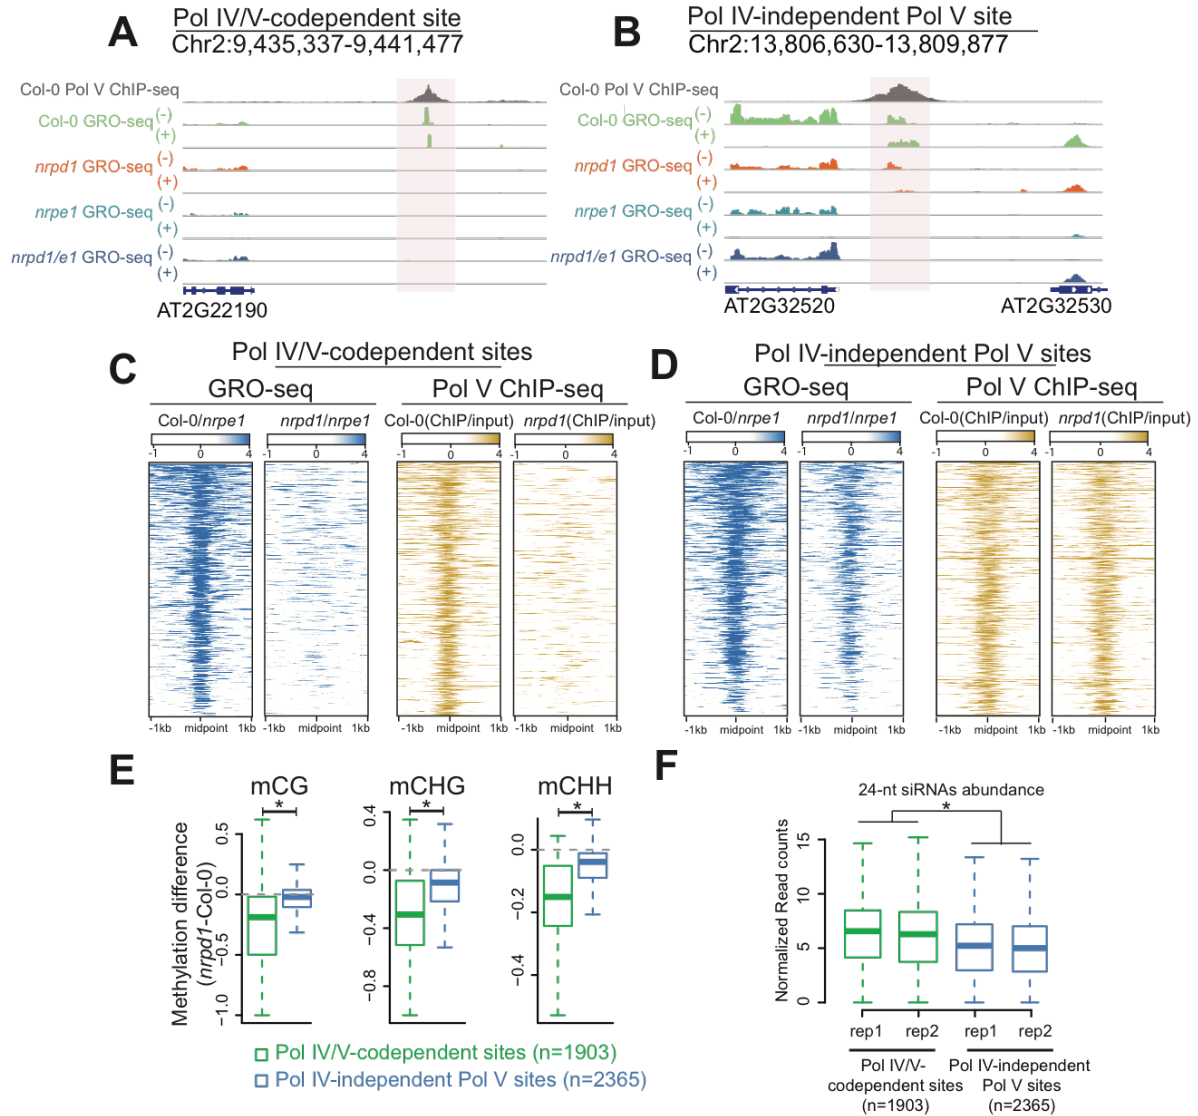 A
Pol IV/V-codependent site
Chr2:9,435,337-9,441,477
Col-0 Pol V ChIP-seq
Col-0 GRO-seq (-)
(+)
nrpd1 GRO-seq (-)
(+)
nrpe1 GRO-seq (-)
(+)
nrpd1/e1 GRO-seq (-)
(+)
AT2G22190
B
Pol IV-independent Pol V site
Chr2:13,806,630-13,809,877
Col-0 Pol V ChIP-seq
Col-0 GRO-seq (-)
(+)
nrpd1 GRO-seq (-)
(+)
nrpe1 GRO-seq (-)
(+)
nrpd1/e1 GRO-seq (-)
(+)
AT2G32520 AT2G32530
C
Pol IV/V-codependent sites
GRO-seq Pol V ChIP-seq
Col-0/nrpe1 nrpd1/nrpe1 Col-0(ChIP/input) nrpd1(ChIP/input)
-1 0 4 -1 0 4 -1 0 4 -1 0 4
-1kb midpoint 1kb -1kb midpoint 1kb -1kb midpoint 1kb -1kb midpoint 1kb
D
Pol IV-independent Pol V sites
GRO-seq Pol V ChIP-seq
Col-0/nrpe1 nrpd1/nrpe1 Col-0(ChIP/input) nrpd1(ChIP/input)
-1 0 4 -1 0 4 -1 0 4 -1 0 4
-1kb midpoint 1kb -1kb midpoint 1kb -1kb midpoint 1kb -1kb midpoint 1kb
E
Methylation difference
(nrpd1-Col-0)
mCG
*
0.5
0.0
−0.5
−1.0
mCHG
*
0.4
0.0
−0.4
−0.8
mCHH
*
0.0
−0.2
−0.4
Pol IV/V-codependent sites (n=1903)
Pol IV-independent Pol V sites (n=2365)
F
24-nt siRNAs abundance
*
Normalized Read counts
15
10
5
0
rep1 rep2 rep1 rep2
Pol IV/V-
codependent sites
(n=1903)
Pol IV-independent
Pol V sites
(n=2365)